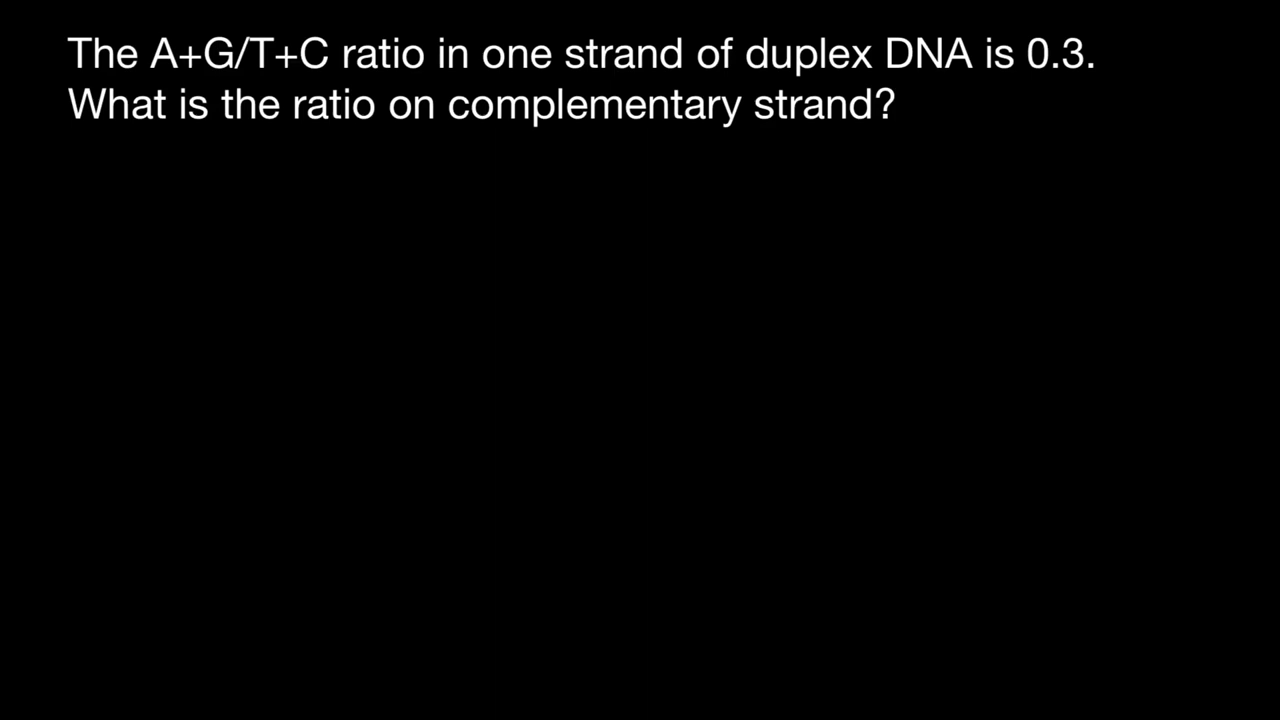 The A+G/T+C ratio in one strand of duplex DNA is 0.3.
What is the ratio on complementary strand?